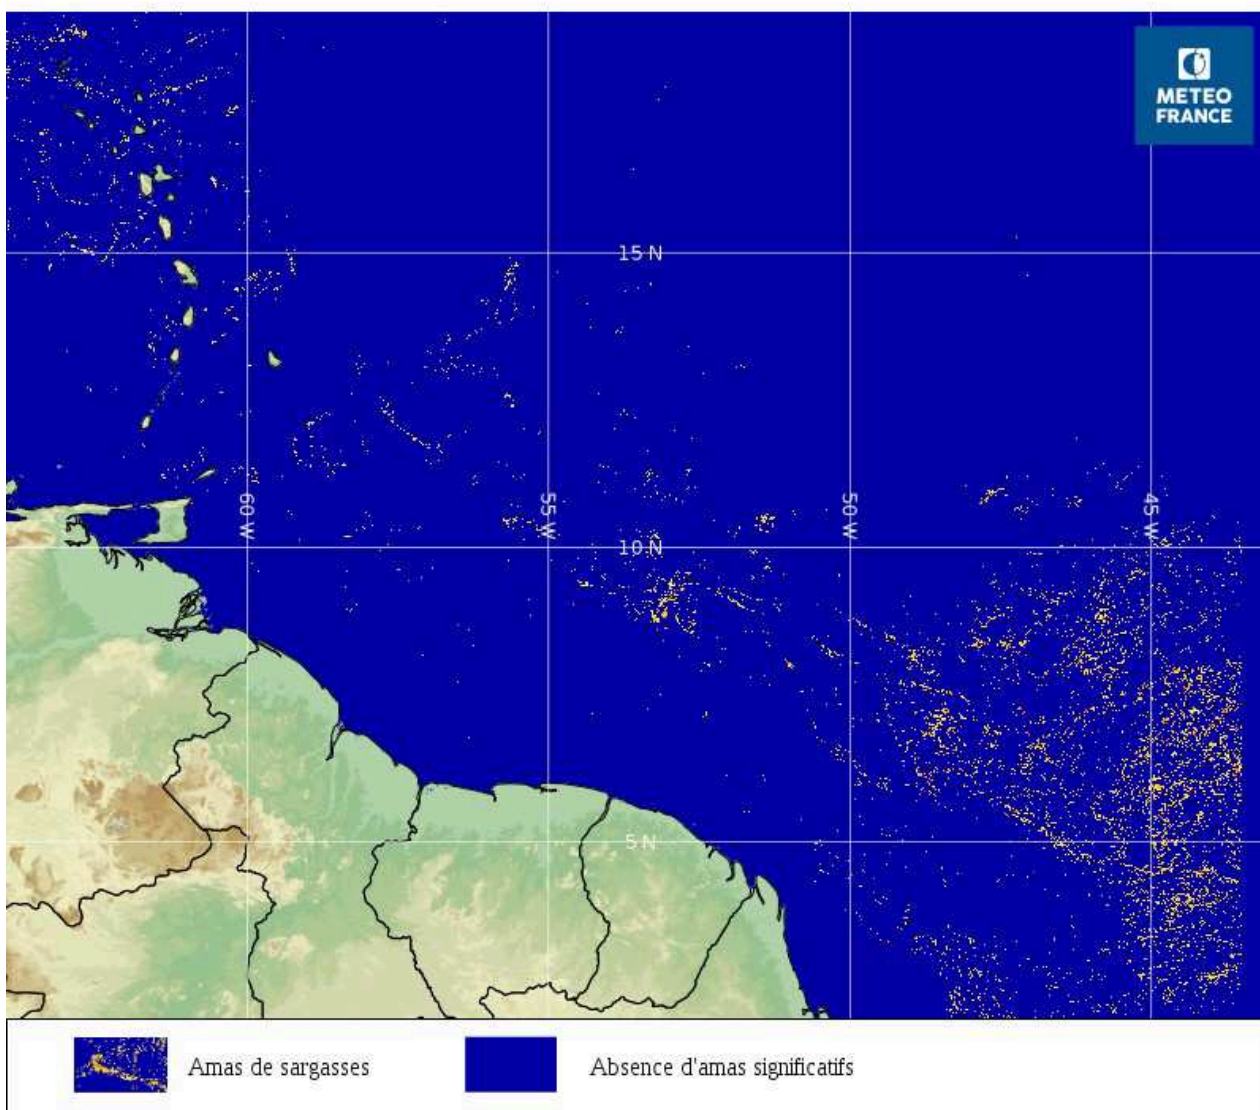 METEO
FRANCE
15 N
60 W
55 W
50 W
45 W
10 N
5 N
Amas de sargasses
Absence d'amas significatifs